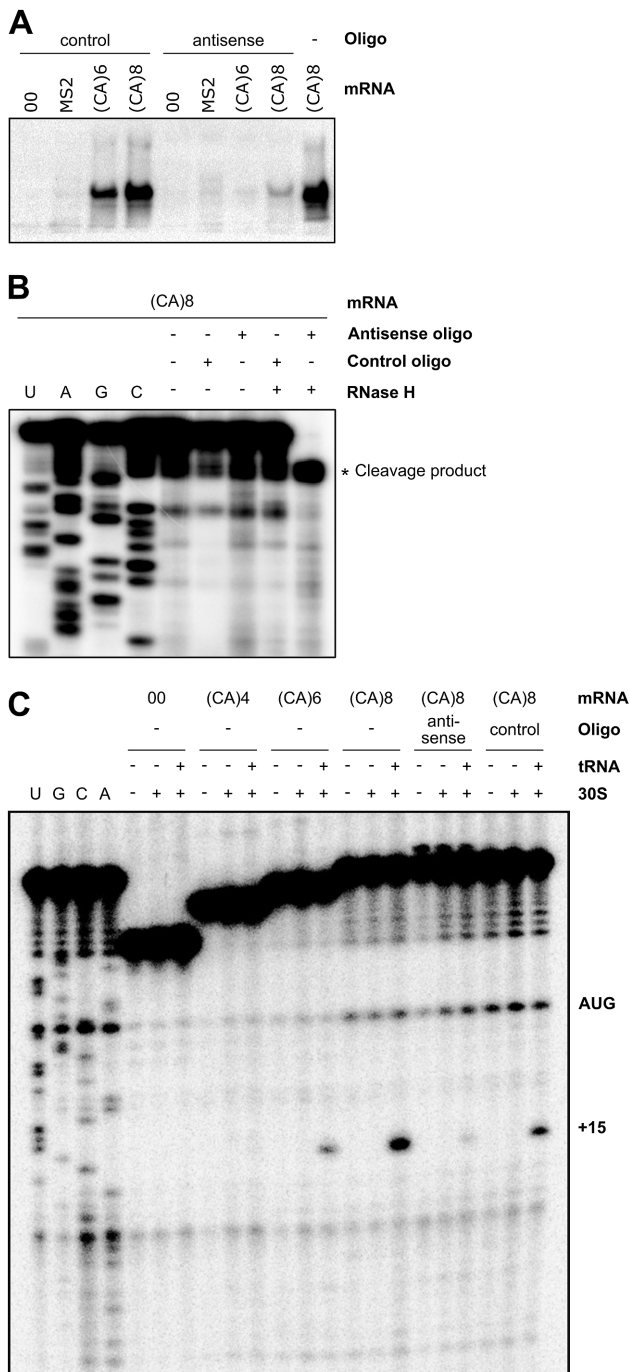 A
control antisense - Oligo
00 MS2 (CA)6 (CA)8 00 MS2 (CA)6 (CA)8 (CA)8 mRNA
B
(CA)8 mRNA
- - + - + Antisense oligo
- + - + - Control oligo
U A G C - - - + + RNase H
* Cleavage product
C
00 (CA)4 (CA)6 (CA)8 (CA)8 (CA)8 mRNA
- - - - anti- control Oligo
sense
- - + - - + - - + - - + - - + - - + tRNA
U G C A - + + - + + - + + - + + - + + - + + 30S
AUG
+15